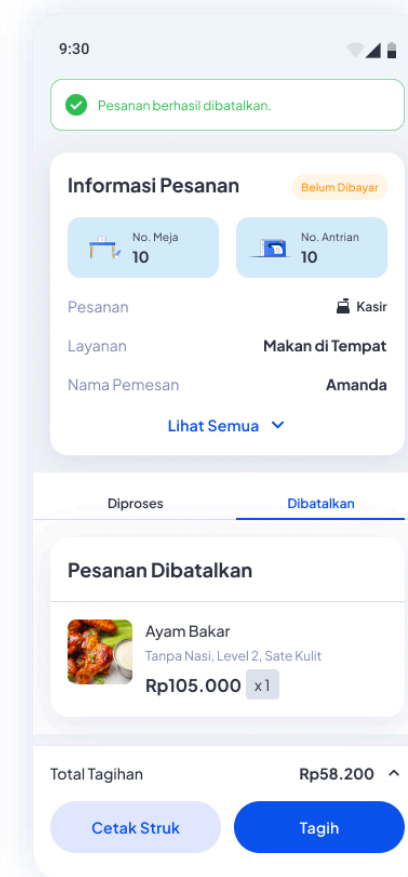 9:30
Pesanan berhasil dibatalkan.
Informasi Pesanan
Belum Dibayar
No. Meja
10
No. Antrian
10
Pesanan
Kasir
Layanan
Makan di Tempat
Nama Pemesan
Amanda
Lihat Semua
Diproses
Dibatalkan
Pesanan Dibatalkan
Ayam Bakar
Tanpa Nasi, Level 2, Sate Kulit
Rp105.000 x1
Total Tagihan
Rp58.200
Cetak Struk
Tagih